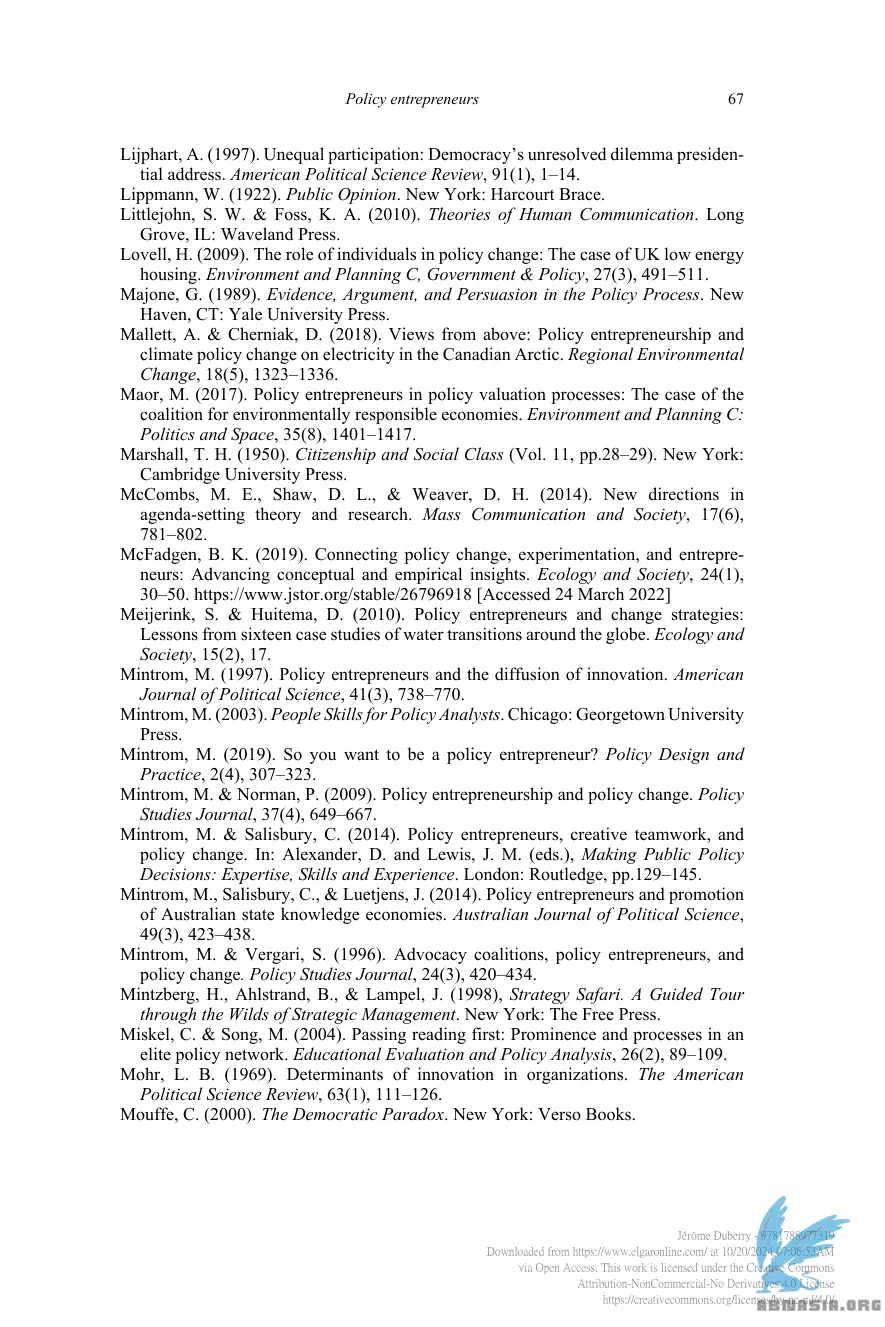 Policy entrepreneurs 67
Lijphart, A. (1997). Unequal participation: Democracy’s unresolved dilemma presiden-
tial address. American Political Science Review, 91(1), 1–14.
Lippmann, W. (1922). Public Opinion. New York: Harcourt Brace.
Littlejohn, S. W. & Foss, K. A. (2010). Theories of Human Communication. Long
Grove, IL: Waveland Press.
Lovell, H. (2009). The role of individuals in policy change: The case of UK low energy
housing. Environment and Planning C, Government & Policy, 27(3), 491–511.
Majone, G. (1989). Evidence, Argument, and Persuasion in the Policy Process. New
Haven, CT: Yale University Press.
Mallett, A. & Cherniak, D. (2018). Views from above: Policy entrepreneurship and
climate policy change on electricity in the Canadian Arctic. Regional Environmental
Change, 18(5), 1323–1336.
Maor, M. (2017). Policy entrepreneurs in policy valuation processes: The case of the
coalition for environmentally responsible economies. Environment and Planning C:
Politics and Space, 35(8), 1401–1417.
Marshall, T. H. (1950). Citizenship and Social Class (Vol. 11, pp.28–29). New York:
Cambridge University Press.
McCombs, M. E., Shaw, D. L., & Weaver, D. H. (2014). New directions in
agenda-setting theory and research. Mass Communication and Society, 17(6),
781–802.
McFadgen, B. K. (2019). Connecting policy change, experimentation, and entrepre-
neurs: Advancing conceptual and empirical insights. Ecology and Society, 24(1),
30–50. https://www.jstor.org/stable/26796918 [Accessed 24 March 2022]
Meijerink, S. & Huitema, D. (2010). Policy entrepreneurs and change strategies:
Lessons from sixteen case studies of water transitions around the globe. Ecology and
Society, 15(2), 17.
Mintrom, M. (1997). Policy entrepreneurs and the diffusion of innovation. American
Journal of Political Science, 41(3), 738–770.
Mintrom, M. (2003). People Skills for Policy Analysts. Chicago: Georgetown University
Press.
Mintrom, M. (2019). So you want to be a policy entrepreneur? Policy Design and
Practice, 2(4), 307–323.
Mintrom, M. & Norman, P. (2009). Policy entrepreneurship and policy change. Policy
Studies Journal, 37(4), 649–667.
Mintrom, M. & Salisbury, C. (2014). Policy entrepreneurs, creative teamwork, and
policy change. In: Alexander, D. and Lewis, J. M. (eds.), Making Public Policy
Decisions: Expertise, Skills and Experience. London: Routledge, pp.129–145.
Mintrom, M., Salisbury, C., & Luetjens, J. (2014). Policy entrepreneurs and promotion
of Australian state knowledge economies. Australian Journal of Political Science,
49(3), 423–438.
Mintrom, M. & Vergari, S. (1996). Advocacy coalitions, policy entrepreneurs, and
policy change. Policy Studies Journal, 24(3), 420–434.
Mintzberg, H., Ahlstrand, B., & Lampel, J. (1998), Strategy Safari. A Guided Tour
through the Wilds of Strategic Management. New York: The Free Press.
Miskel, C. & Song, M. (2004). Passing reading first: Prominence and processes in an
elite policy network. Educational Evaluation and Policy Analysis, 26(2), 89–109.
Mohr, L. B. (1969). Determinants of innovation in organizations. The American
Political Science Review, 63(1), 111–126.
Mouffe, C. (2000). The Democratic Paradox. New York: Verso Books.
Jérôme Duberry - 9781788977319
Downloaded from https://www.elgaronline.com/ at 10/20/2024 07:06:53AM
via Open Access. This work is licensed under the Creative Commons
Attribution-NonCommercial-No Derivatives 4.0 License
https://creativecommons.org/licenses/by-nc-nd/4.0/
ABTNASIA.ORG